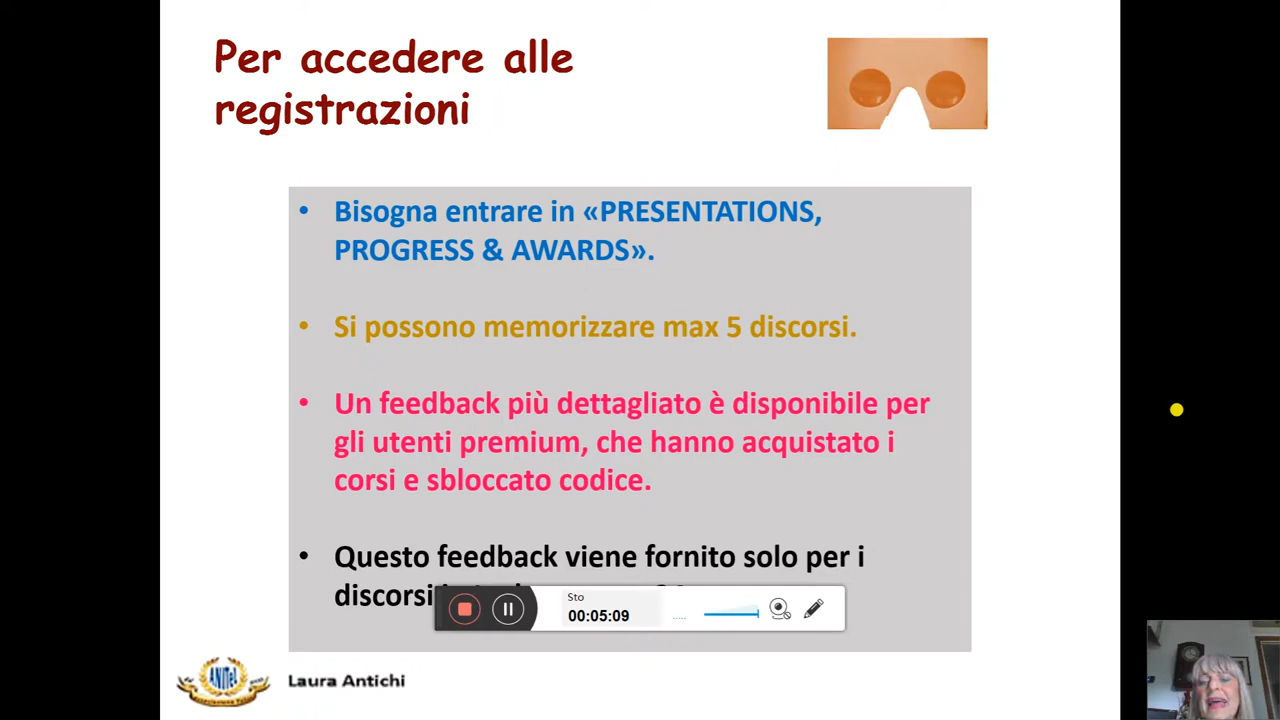 Per accedere alle
registrazioni
• Bisogna entrare in «PRESENTATIONS,
PROGRESS & AWARDS».
• Si possono memorizzare max 5 discorsi.
• Un feedback più dettagliato è disponibile per
gli utenti premium, che hanno acquistato i
corsi e sbloccato codice.
• Questo feedback viene fornito solo per i
discorsi
Sto
00:05:09
ANITeL
Laura Antichi